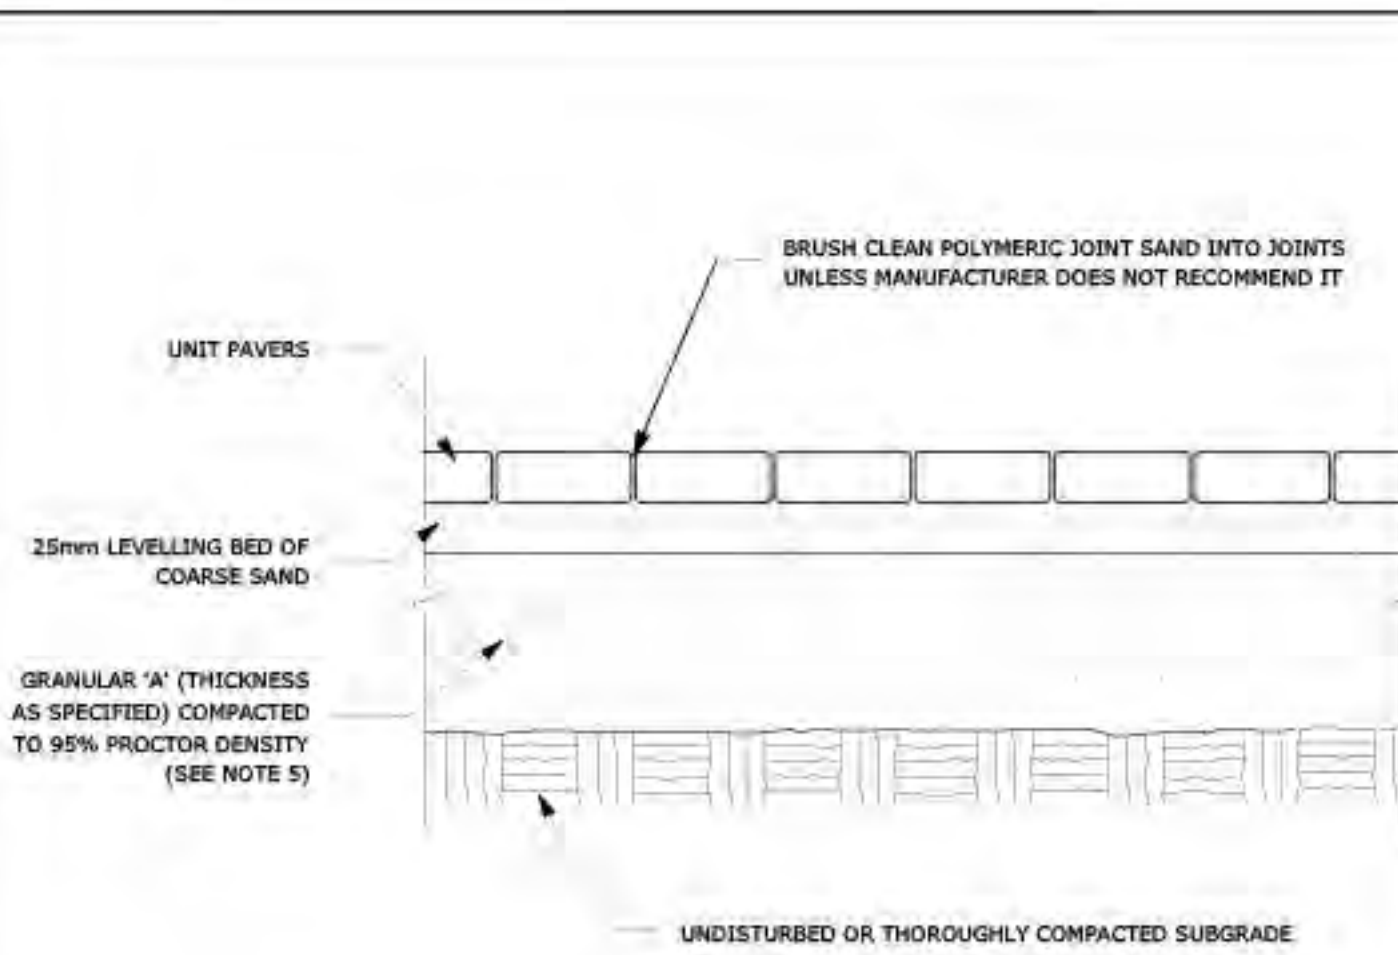 BRUSH CLEAN POLYMERIC JOINT SAND INTO JOINTS
UNLESS MANUFACTURER DOES NOT RECOMMEND IT
UNIT PAVERS
25mm LEVELLING BED OF
COARSE SAND
GRANULAR 'A' (THICKNESS
AS SPECIFIED) COMPACTED
TO 95% PROCTOR DENSITY
(SEE NOTE 5)
UNDISTURBED OR THOROUGHLY COMPACTED SUBGRADE